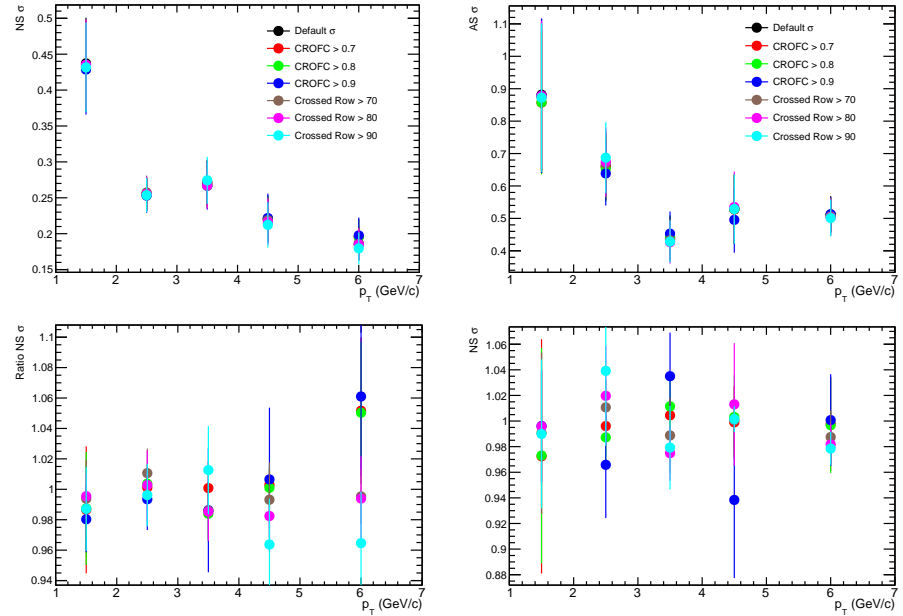 NS σ
0.5
0.45
0.4
0.35
0.3
0.25
0.2
0.15
1 2 3 4 5 6 7
p_T (GeV/c)
Default σ
CROFC > 0.7
CROFC > 0.8
CROFC > 0.9
Crossed Row > 70
Crossed Row > 80
Crossed Row > 90
AS σ
1.1
1
0.9
0.8
0.7
0.6
0.5
0.4
1 2 3 4 5 6 7
p_T (GeV/c)
Default σ
CROFC > 0.7
CROFC > 0.8
CROFC > 0.9
Crossed Row > 70
Crossed Row > 80
Crossed Row > 90
Ratio NS σ
1.1
1.08
1.06
1.04
1.02
1
0.98
0.96
0.94
1 2 3 4 5 6 7
p_T (GeV/c)
NS σ
1.06
1.04
1.02
1
0.98
0.96
0.94
0.92
0.9
0.88
1 2 3 4 5 6 7
p_T (GeV/c)